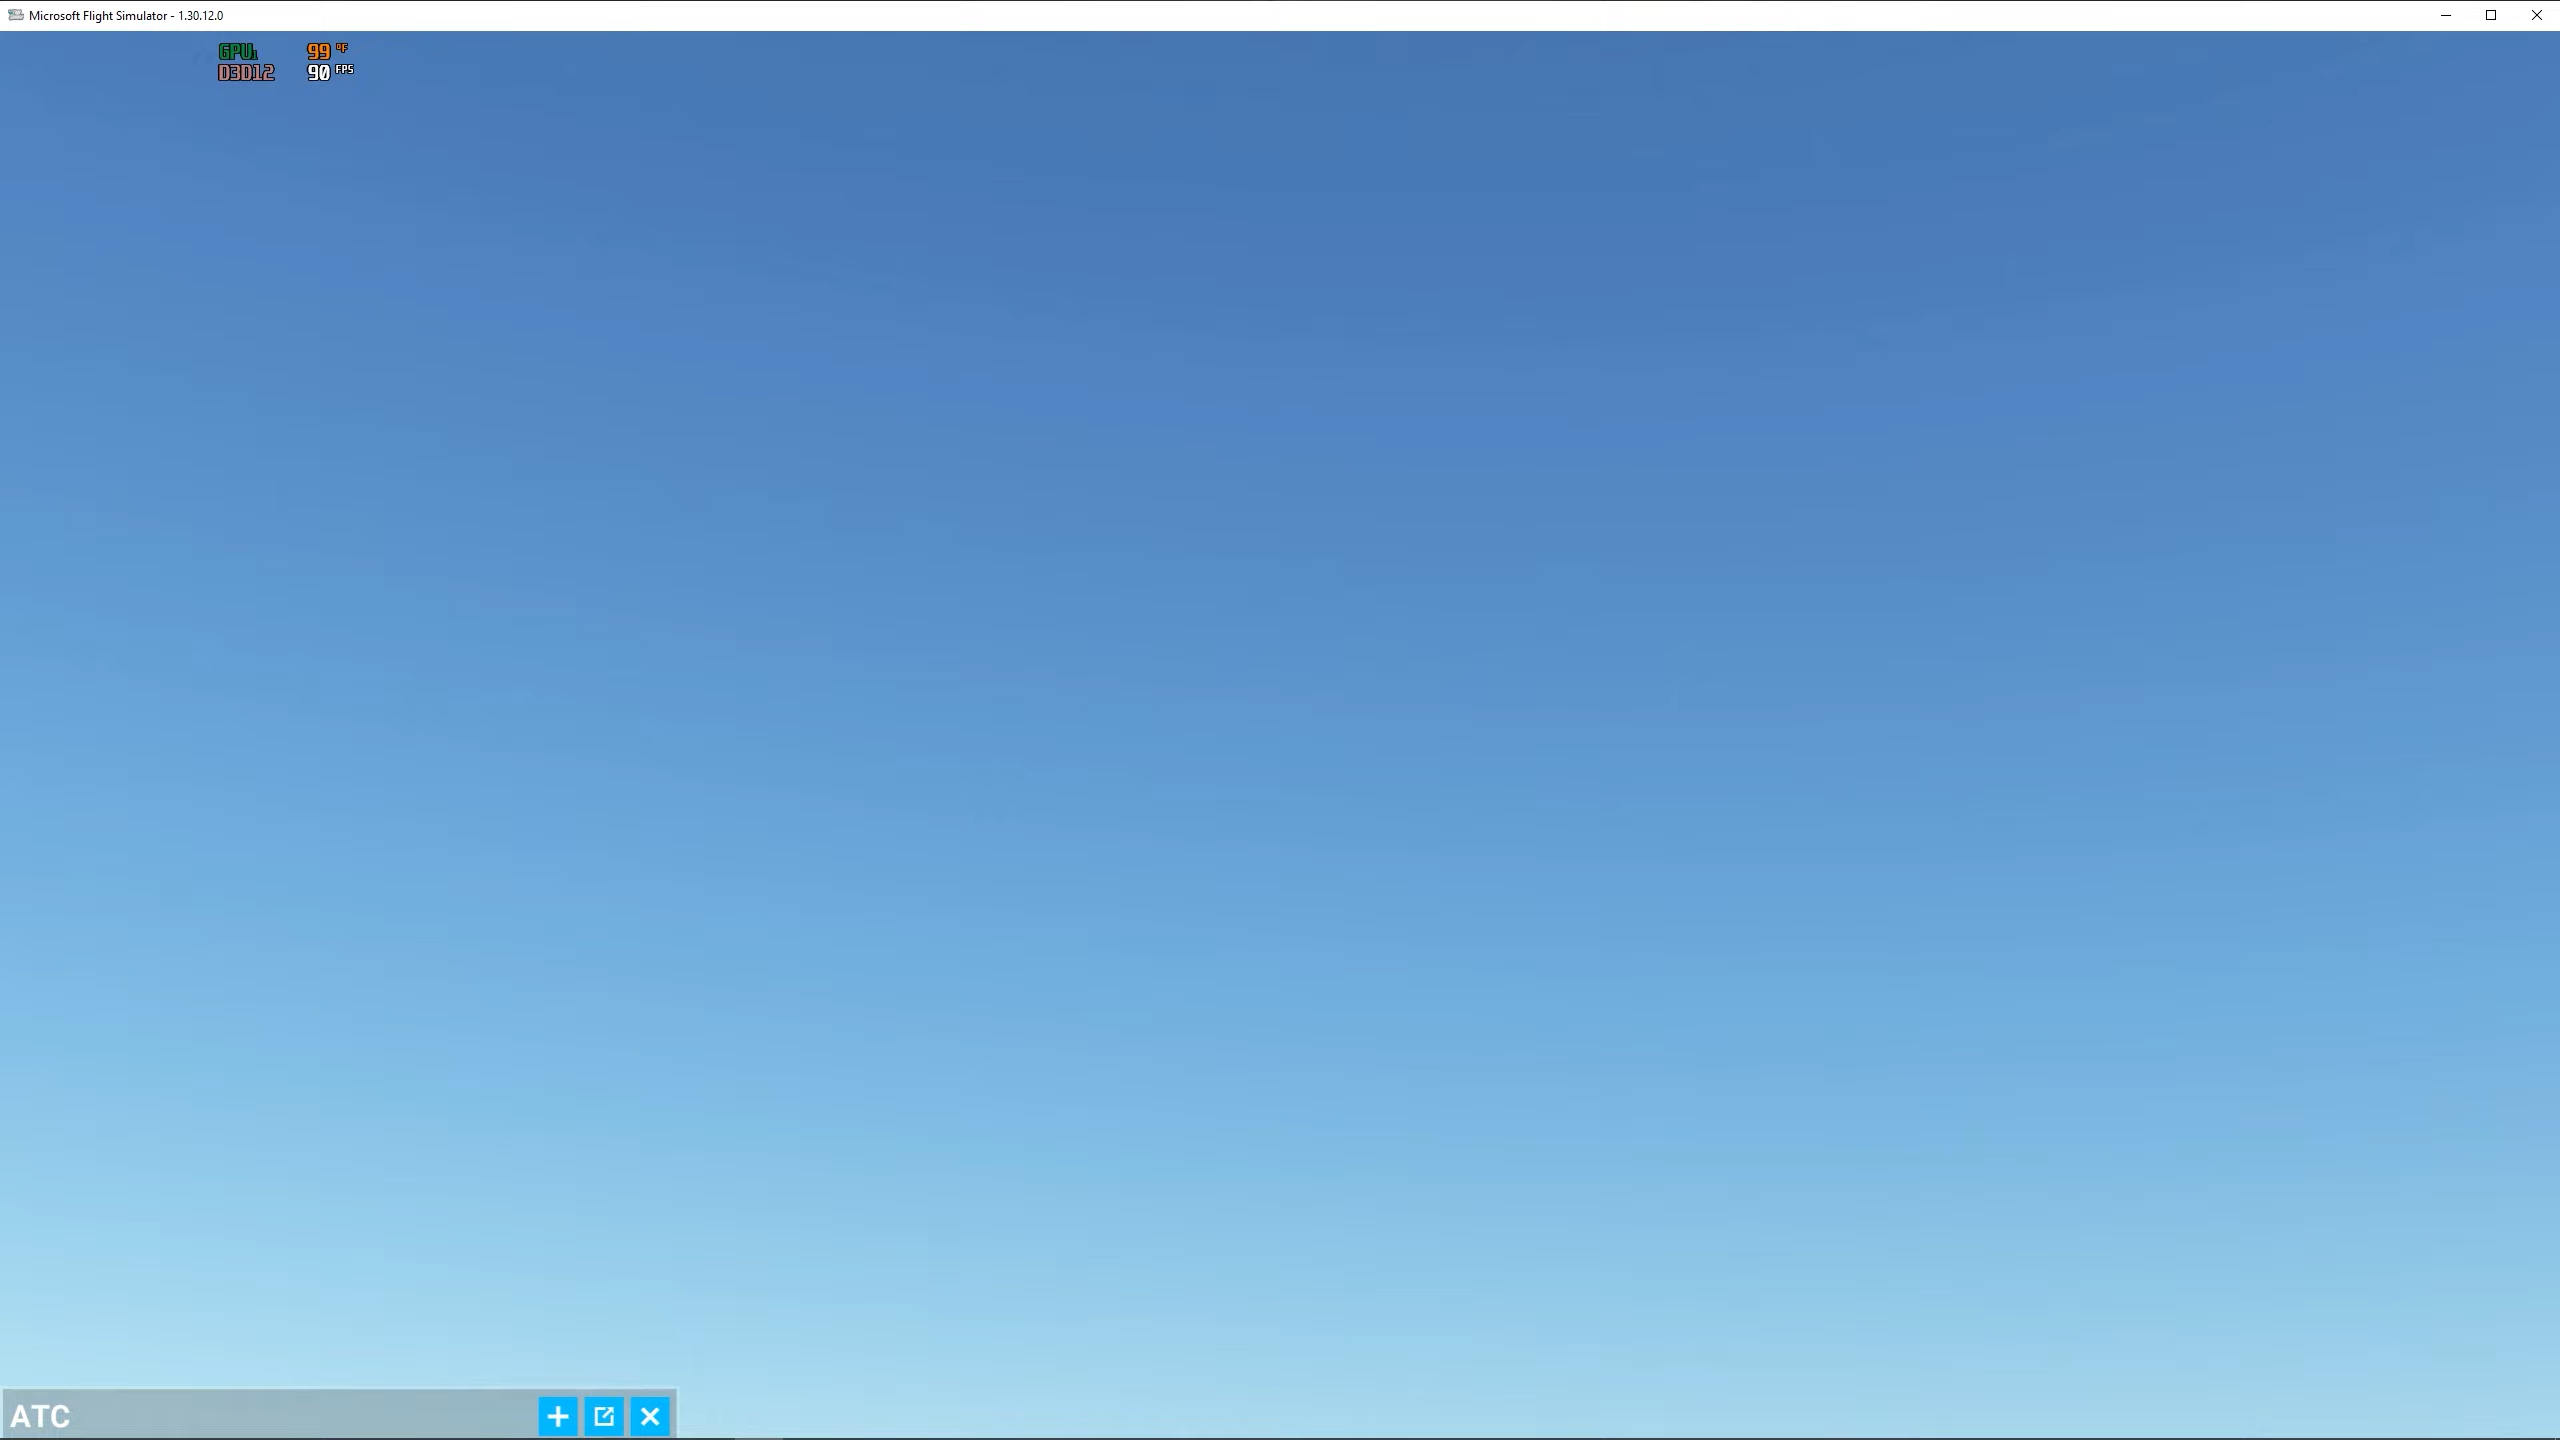 Microsoft Flight Simulator - 1.30.12.0
GPU1 99 °F
D3D12 90 FPS
ATC